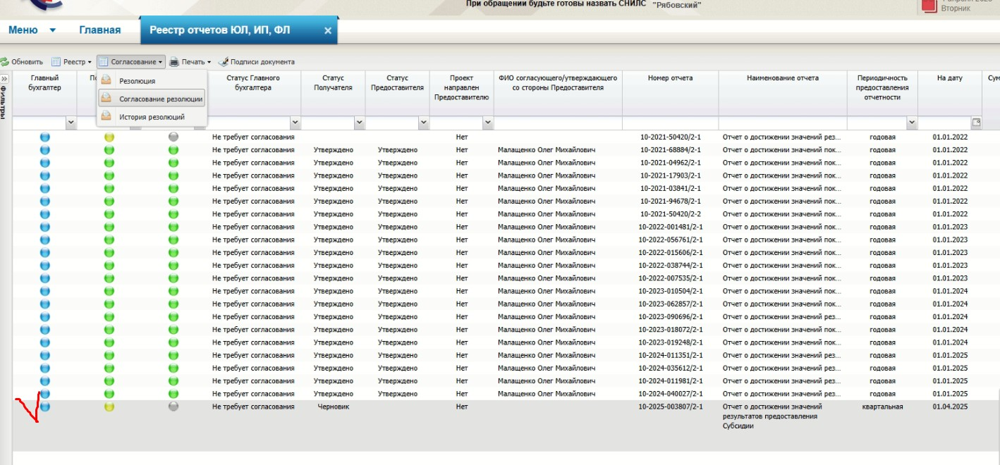 При обращении будьте готовы назвать СНИЛС "Рябовский"
Вторник
Меню Главная Реестр отчетов ЮЛ, ИП, ФЛ
Обновить Реестр Согласование Печать Подписи документа
Резолюция
Согласование резолюции
История резолюций
Фильтры
Главный бухгалтер
Статус Главного бухгалтера
Статус Получателя
Статус Предоставителя
Проект направлен Предоставителю
ФИО согласующего/утверждающего со стороны Предоставителя
Номер отчета
Наименование отчета
Периодичность предоставления отчетности
На дату
Не требует согласования Нет 10-2021-50420/2-1 Отчет о достижении значений рез... годовая 01.01.2022
Не требует согласования Утверждено Утверждено Нет Малащенко Олег Михайлович 10-2021-68884/2-1 Отчет о достижении значений пок... годовая 01.01.2022
Не требует согласования Утверждено Утверждено Нет Малащенко Олег Михайлович 10-2021-04962/2-1 Отчет о достижении значений пок... годовая 01.01.2022
Не требует согласования Утверждено Утверждено Нет Малащенко Олег Михайлович 10-2021-17903/2-1 Отчет о достижении значений пок... годовая 01.01.2022
Не требует согласования Утверждено Утверждено Нет Малащенко Олег Михайлович 10-2021-03841/2-1 Отчет о достижении значений пок... годовая 01.01.2022
Не требует согласования Утверждено Утверждено Нет Малащенко Олег Михайлович 10-2021-94678/2-1 Отчет о достижении значений пок... годовая 01.01.2022
Не требует согласования Утверждено Утверждено Нет Малащенко Олег Михайлович 10-2021-50420/2-2 Отчет о достижении значений пок... годовая 01.01.2022
Не требует согласования Утверждено Утверждено Нет Малащенко Олег Михайлович 10-2022-001481/2-1 Отчет о достижении значений пок... годовая 01.01.2023
Не требует согласования Утверждено Утверждено Нет Малащенко Олег Михайлович 10-2022-056761/2-1 Отчет о достижении значений пок... годовая 01.01.2023
Не требует согласования Утверждено Утверждено Нет Малащенко Олег Михайлович 10-2022-015606/2-1 Отчет о достижении значений пок... годовая 01.01.2023
Не требует согласования Утверждено Утверждено Нет Малащенко Олег Михайлович 10-2022-038744/2-1 Отчет о достижении значений пок... годовая 01.01.2023
Не требует согласования Утверждено Утверждено Нет Малащенко Олег Михайлович 10-2022-007535/2-1 Отчет о достижении значений пок... годовая 01.01.2023
Не требует согласования Утверждено Утверждено Нет Малащенко Олег Михайлович 10-2023-010504/2-1 Отчет о достижении значений пок... годовая 01.01.2024
Не требует согласования Утверждено Утверждено Нет Малащенко Олег Михайлович 10-2023-062857/2-1 Отчет о достижении значений пок... годовая 01.01.2024
Не требует согласования Утверждено Утверждено Нет Малащенко Олег Михайлович 10-2023-090696/2-1 Отчет о достижении значений рез... годовая 01.01.2024
Не требует согласования Утверждено Утверждено Нет Малащенко Олег Михайлович 10-2023-018072/2-1 Отчет о достижении значений пок... годовая 01.01.2024
Не требует согласования Утверждено Утверждено Нет Малащенко Олег Михайлович 10-2023-019248/2-1 Отчет о достижении значений пок... годовая 01.01.2024
Не требует согласования Утверждено Утверждено Нет Малащенко Олег Михайлович 10-2024-011351/2-1 Отчет о достижении значений рез... годовая 01.01.2025
Не требует согласования Утверждено Утверждено Нет Малащенко Олег Михайлович 10-2024-035612/2-1 Отчет о достижении значений рез... годовая 01.01.2025
Не требует согласования Утверждено Утверждено Нет Малащенко Олег Михайлович 10-2024-011981/2-1 Отчет о достижении значений рез... годовая 01.01.2025
Не требует согласования Утверждено Утверждено Нет Малащенко Олег Михайлович 10-2024-040027/2-1 Отчет о достижении значений рез... годовая 01.01.2025
Не требует согласования Черновик Нет 10-2025-003807/2-1 Отчет о достижении значений квартальная 01.04.2025
результатов предоставления
Субсидии